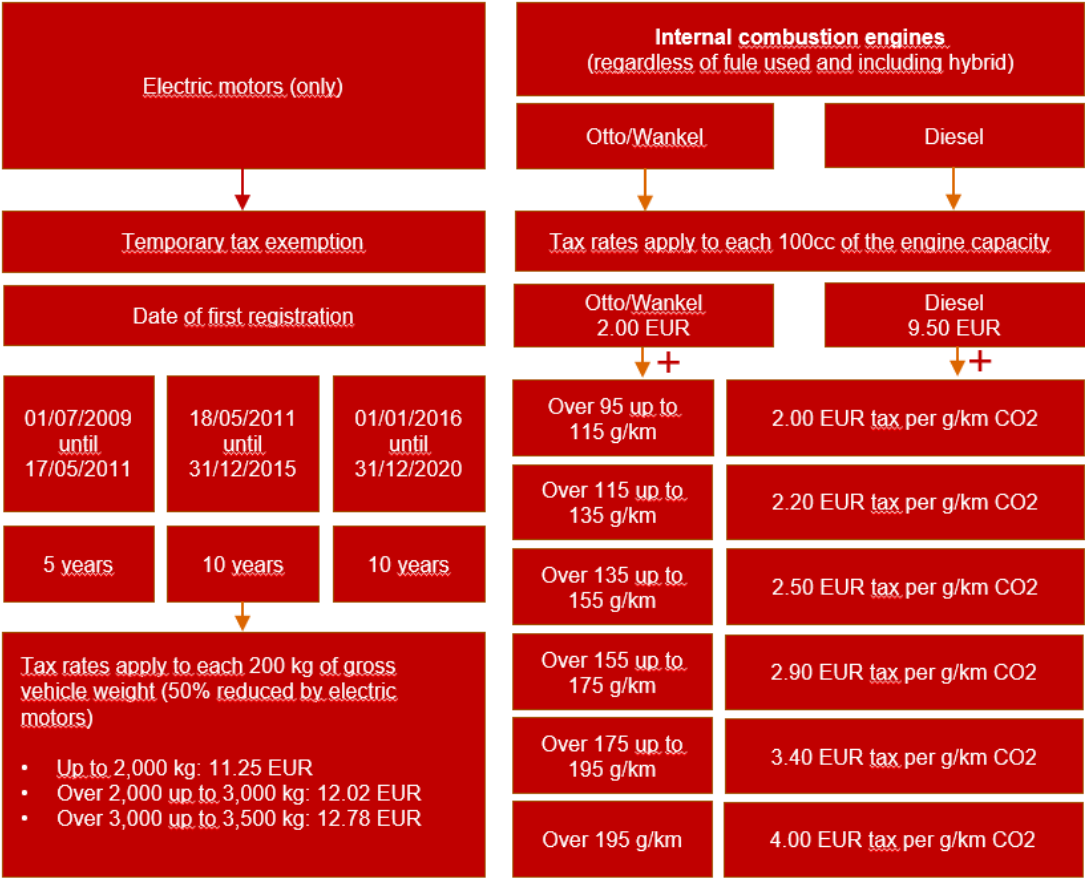 Electric motors (only)
Temporary tax exemption
Date of first registration
01/07/2009
until
17/05/2011
18/05/2011
until
31/12/2015
01/01/2016
until
31/12/2020
5 years
10 years
10 years
Tax rates apply to each 200 kg of gross
vehicle weight (50% reduced by electric
motors)
• Up to 2,000 kg: 11.25 EUR
• Over 2,000 up to 3,000 kg: 12.02 EUR
• Over 3,000 up to 3,500 kg: 12.78 EUR
Internal combustion engines
(regardless of fule used and including hybrid)
Otto/Wankel
Diesel
Tax rates apply to each 100cc of the engine capacity
Otto/Wankel
2.00 EUR
Diesel
9.50 EUR
+
+
Over 95 up to
115 g/km
2.00 EUR tax per g/km CO2
Over 115 up to
135 g/km
2.20 EUR tax per g/km CO2
Over 135 up to
155 g/km
2.50 EUR tax per g/km CO2
Over 155 up to
175 g/km
2.90 EUR tax per g/km CO2
Over 175 up to
195 g/km
3.40 EUR tax per g/km CO2
Over 195 g/km
4.00 EUR tax per g/km CO2